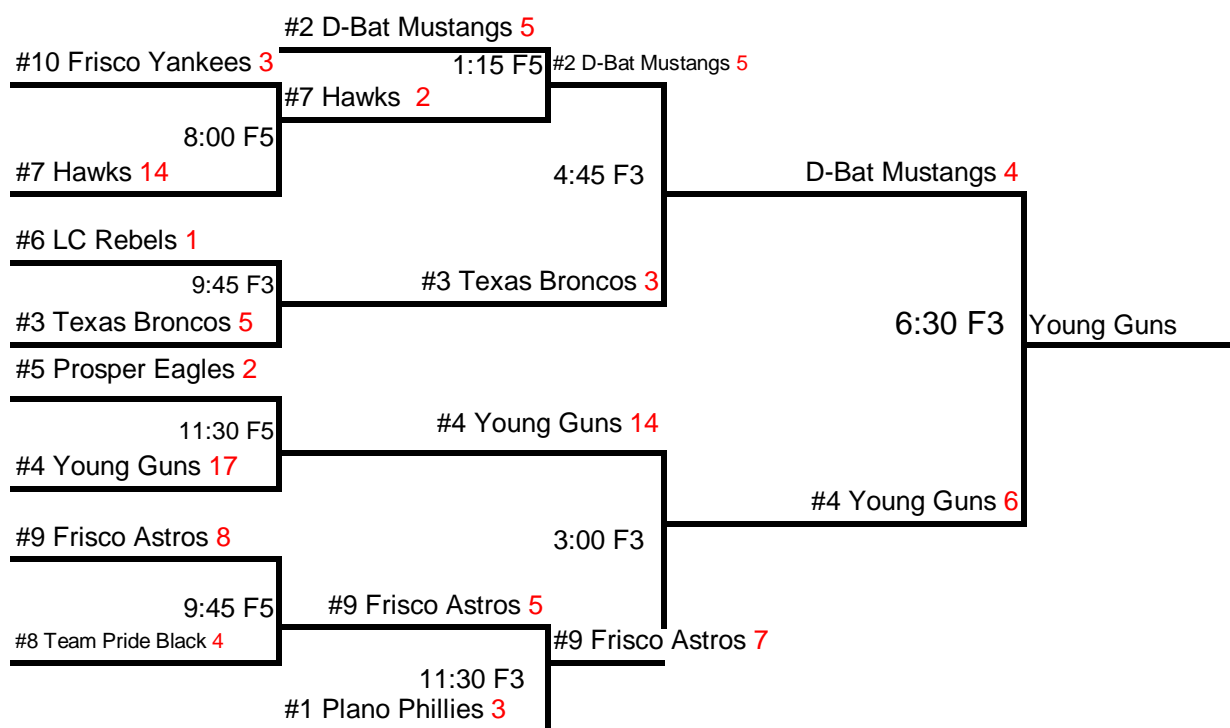 #2 D-Bat Mustangs 5
#10 Frisco Yankees 3
1:15 F5
#2 D-Bat Mustangs 5
#7 Hawks 2
8:00 F5
#7 Hawks 14
4:45 F3
D-Bat Mustangs 4
#6 LC Rebels 1
9:45 F3
#3 Texas Broncos 3
#3 Texas Broncos 5
6:30 F3
Young Guns
#5 Prosper Eagles 2
11:30 F5
#4 Young Guns 14
#4 Young Guns 17
#4 Young Guns 6
#9 Frisco Astros 8
3:00 F3
9:45 F5
#9 Frisco Astros 5
#8 Team Pride Black 4
#9 Frisco Astros 7
11:30 F3
#1 Plano Phillies 3